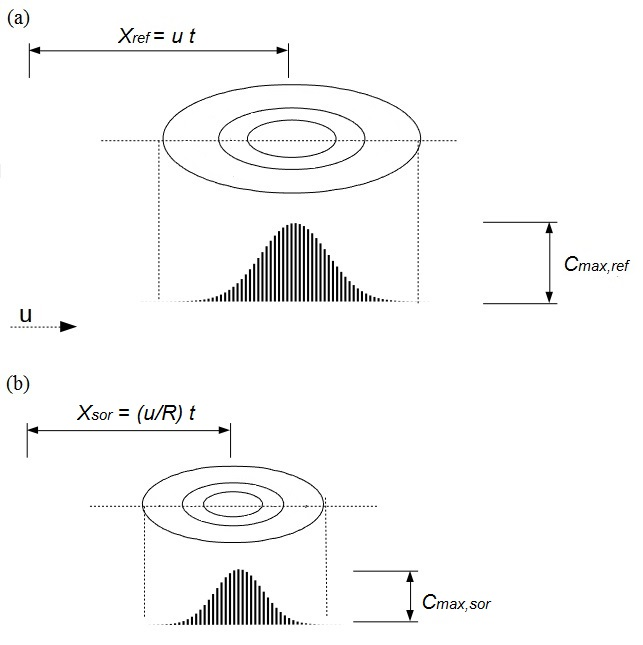 (a)
Xref = u t
Cmax,ref
u
(b)
Xsor = (u/R) t
Cmax,sor